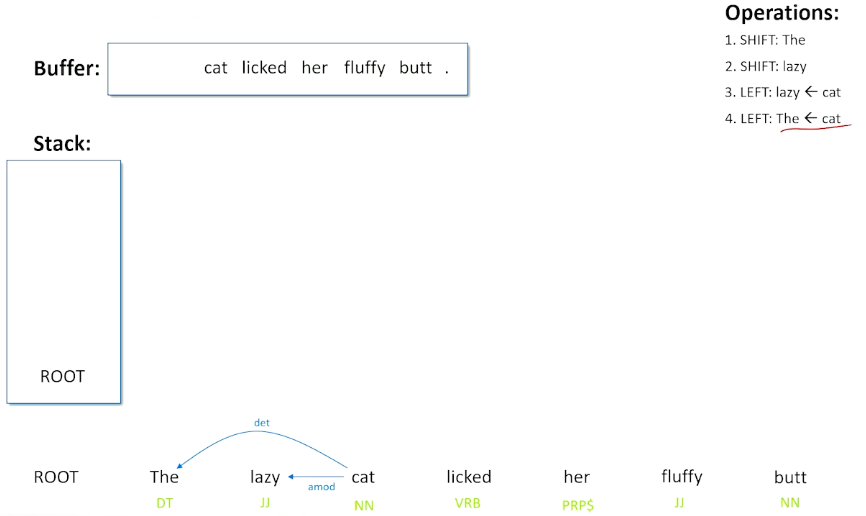 Operations:
1. SHIFT: The
2. SHIFT: lazy
3. LEFT: lazy ← cat
4. LEFT: The ← cat
Buffer: cat licked her fluffy butt .
Stack:
ROOT
det
ROOT The lazy cat licked her fluffy butt
amod
DT JJ NN VRB PRP$ JJ NN